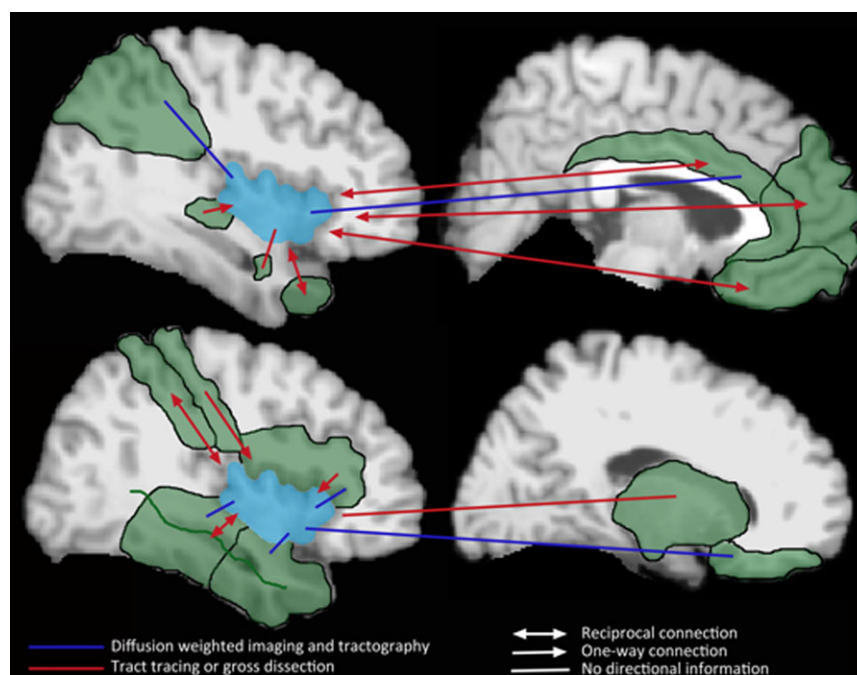 Diffusion weighted imaging and tractography
Tract tracing or gross dissection
Reciprocal connection
One-way connection
No directional information